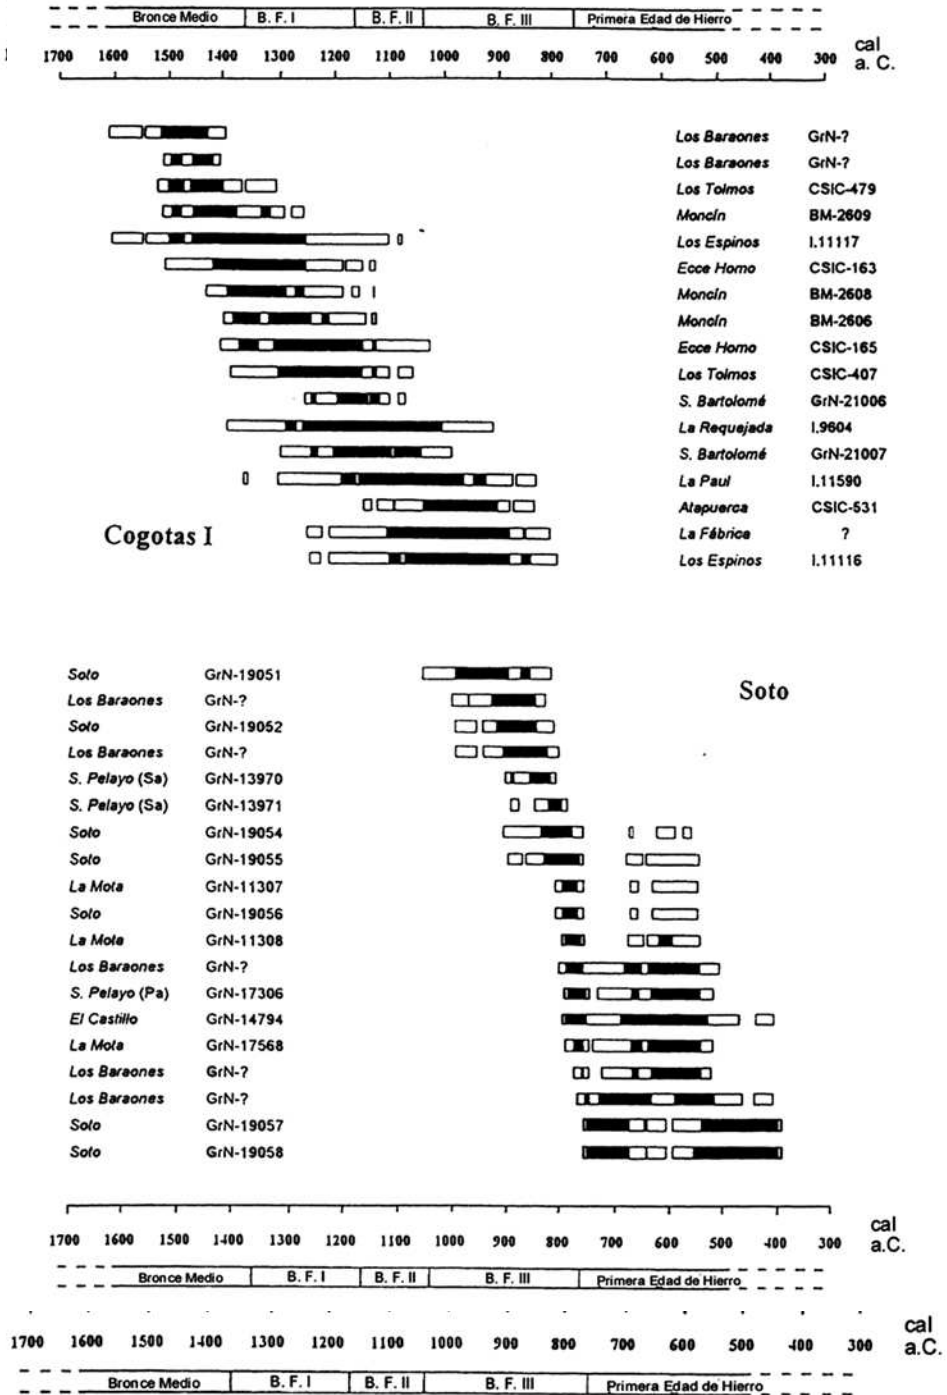 Bronce Medio B. F. I B. F. II B. F. III Primera Edad de Hierro
1700 1600 1500 1400 1300 1200 1100 1000 900 800 700 600 500 400 300 cal a. C.
Los Baraones GrN-?
Los Baraones GrN-?
Los Tolmos CSIC-479
Moncín BM-2609
Los Espinos I.11117
Ecce Homo CSIC-163
Moncín BM-2608
Moncín BM-2606
Ecce Homo CSIC-165
Los Tolmos CSIC-407
S. Bartolomé GrN-21006
La Requejada I.9604
S. Bartolomé GrN-21007
La Paul I.11590
Atapuerca CSIC-531
Cogotas I
La Fábrica ?
Los Espinos I.11116
Soto GrN-19051
Soto
Los Baraones GrN-?
Soto GrN-19052
Los Baraones GrN-?
S. Pelayo (Sa) GrN-13970
S. Pelayo (Sa) GrN-13971
Soto GrN-19054
Soto GrN-19055
La Mota GrN-11307
Soto GrN-19056
La Mota GrN-11308
Los Baraones GrN-?
S. Pelayo (Pa) GrN-17306
El Castillo GrN-14794
La Mota GrN-17568
Los Baraones GrN-?
Los Baraones GrN-?
Soto GrN-19057
Soto GrN-19058
1700 1600 1500 1400 1300 1200 1100 1000 900 800 700 600 500 400 300 cal a.C.
Bronce Medio B. F. I B. F. II B. F. III Primera Edad de Hierro
1700 1600 1500 1400 1300 1200 1100 1000 900 800 700 600 500 400 300 cal a.C.
Bronce Medio B. F. I B. F. II B. F. III Primera Edad de Hierro